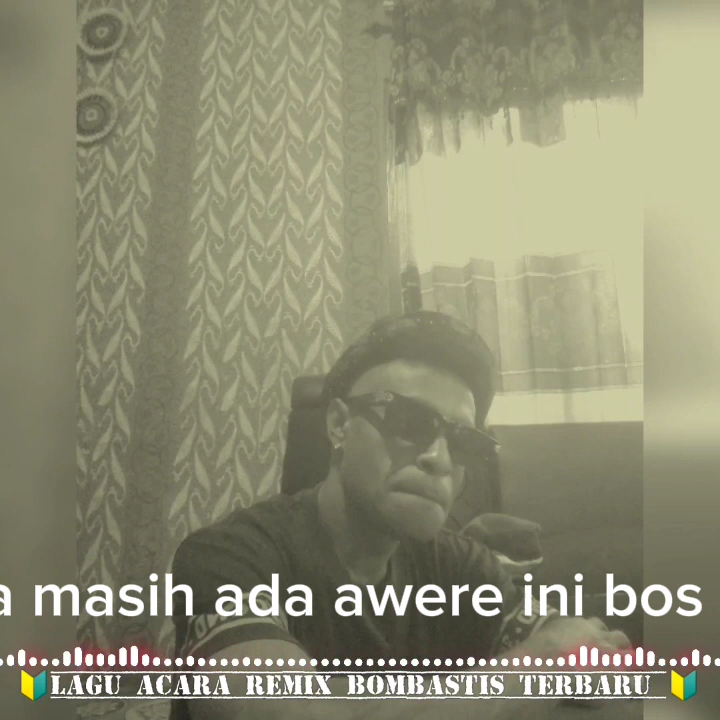 a masih ada awere ini bos
🔰LAGU ACARA REMIX BOMBASTIS TERBARU🔰